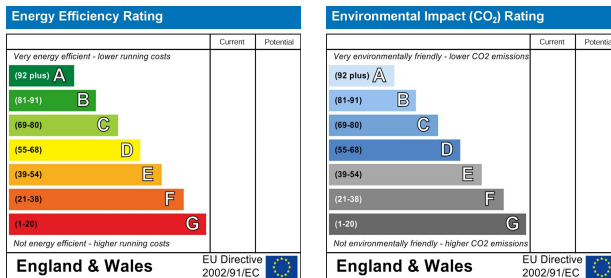 Energy Efficiency Rating
Current Potential
Very energy efficient - lower running costs
(92 plus) A
(81-91) B
(69-80) C
(55-68) D
(39-54) E
(21-38) F
(1-20) G
Not energy efficient - higher running costs
England & Wales
EU Directive
2002/91/EC
Environmental Impact (CO2) Rating
Current Potential
Very environmentally friendly - lower CO2 emissions
(92 plus) A
(81-91) B
(69-80) C
(55-68) D
(39-54) E
(21-38) F
(1-20) G
Not environmentally friendly - higher CO2 emissions
England & Wales
EU Directive
2002/91/EC